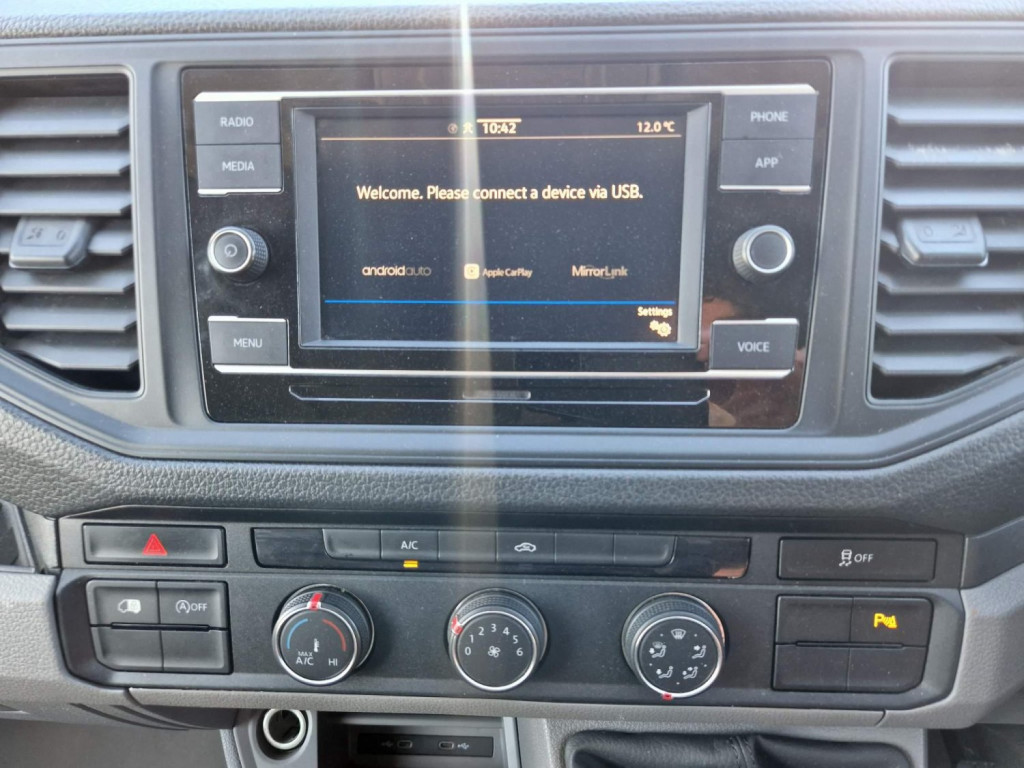 RADIO
10:42
12.0 °C
PHONE
MEDIA
APP
Welcome. Please connect a device via USB.
androidauto
Apple CarPlay
MirrorLink
Settings
MENU
VOICE
A/C
OFF
A OFF
P
MAX
A/C
HI
0 1 2 3 4 5 6